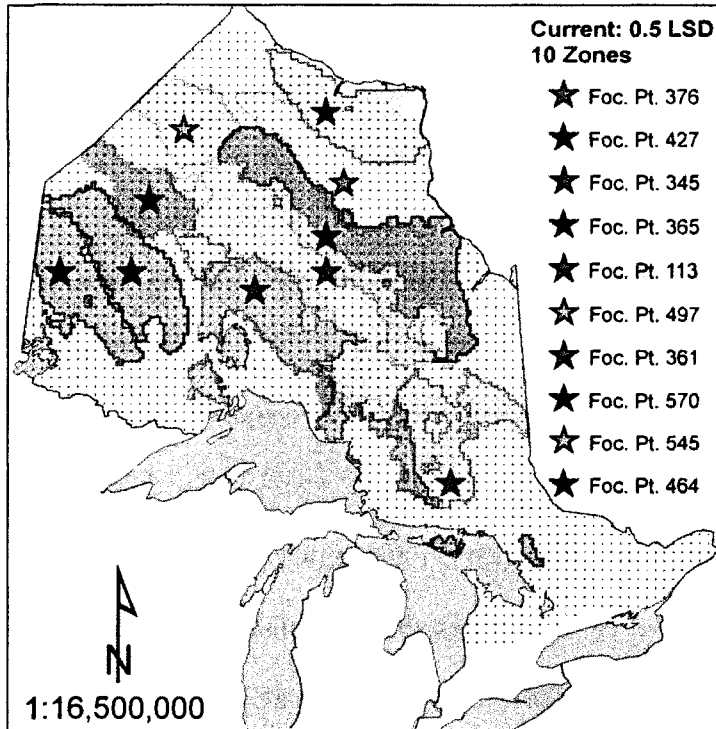 Current: 0.5 LSD
10 Zones
Foc. Pt. 376
Foc. Pt. 427
Foc. Pt. 345
Foc. Pt. 365
Foc. Pt. 113
Foc. Pt. 497
Foc. Pt. 361
Foc. Pt. 570
Foc. Pt. 545
Foc. Pt. 464
N
1:16,500,000